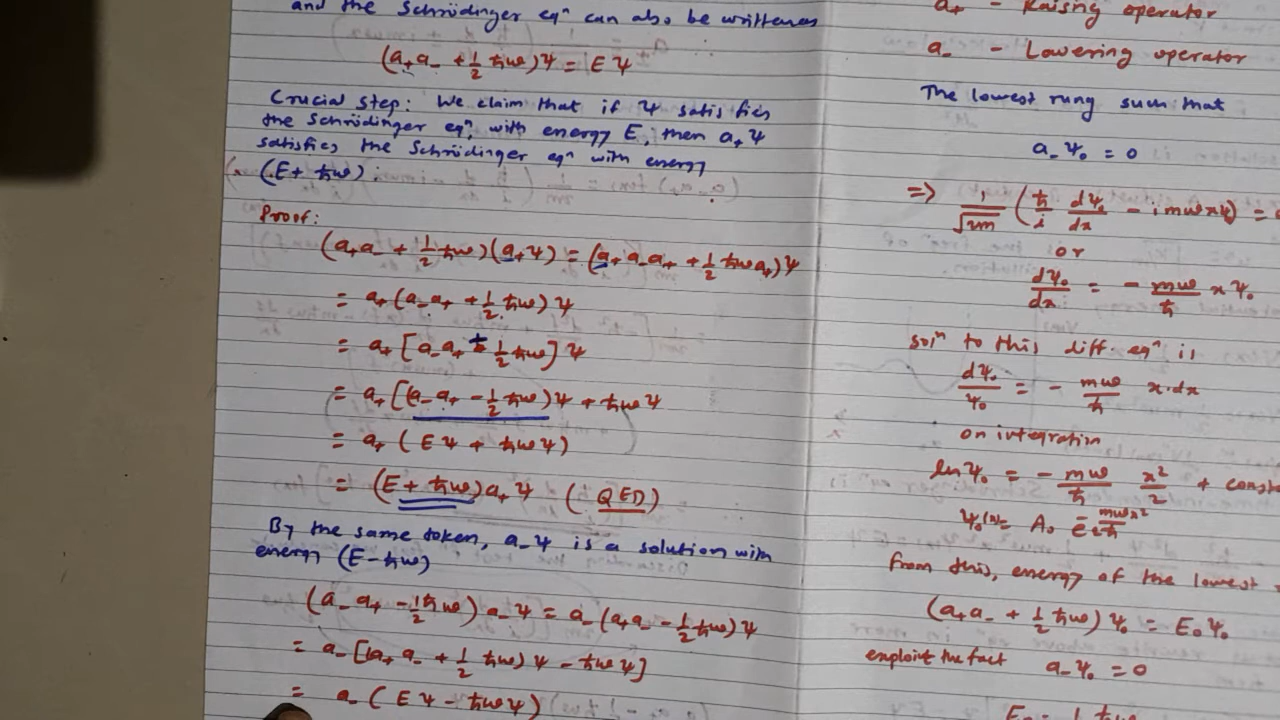 and the Schrödinger eqⁿ can also be written as
(a₊a₋ + ½ ħω)ψ = Eψ
Crucial step: We claim that if ψ satisfies
the Schrödinger eqⁿ, with energy E, then a₊ψ
satisfies the Schrödinger eqⁿ with energy
(E + ħω).
Proof:
(a₊a₋ + ½ ħω)(a₊ψ) = (a₊a₋a₊ + ½ ħω a₊)ψ
= a₊(a₋a₊ + ½ ħω)ψ
= a₊[a₋a₊ + ½ ħω]ψ
= a₊[(a₋a₊ - ½ ħω)ψ + ħωψ
= a₊(Eψ + ħωψ)
= (E + ħω)a₊ψ (QED)
By the same token, a₋ψ is a solution with
energy (E - ħω)
(a₋a₊ - ½ ħω) a₋ψ = a₋(a₊a₋ - ½ ħω)ψ
= a₋[(a₊a₋ + ½ ħω)ψ - ħωψ]
= a₋(Eψ - ħωψ)
a₊ - Raising operator
a₋ - Lowering operator
The lowest rung such that
a₋ψ₀ = 0
⇒ 1/√2m (ħ/i dψ₀/dx - imωxψ₀) =
or
dψ₀/dx = - mω/ħ xψ₀
solⁿ to this diff. eqⁿ is
dψ₀/ψ₀ = - mω/ħ x·dx
on integration
ln ψ₀ = - mω/ħ x²/2 + const
ψ₀(x) = A₀ e^(-mωx²/2ħ)
from this, energy of the lowest
(a₊a₋ + ½ ħω)ψ₀ = E₀ψ₀
exploit the fact a₋ψ₀ = 0